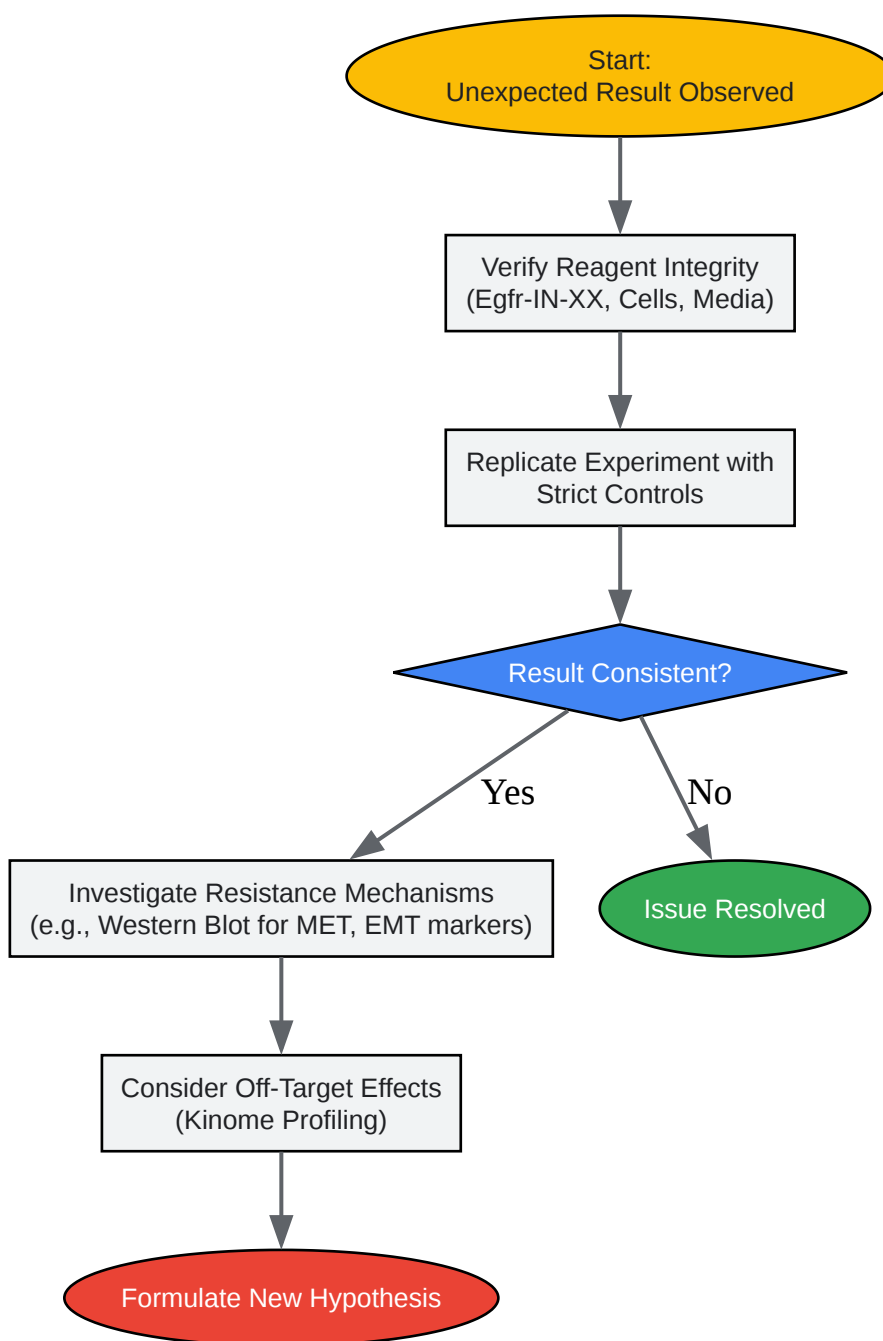 Start:
Unexpected Result Observed
Verify Reagent Integrity
(Egfr-IN-XX, Cells, Media)
Replicate Experiment with
Strict Controls
Result Consistent?
Yes
No
Investigate Resistance Mechanisms
(e.g., Western Blot for MET, EMT markers)
Issue Resolved
Consider Off-Target Effects
(Kinome Profiling)
Formulate New Hypothesis